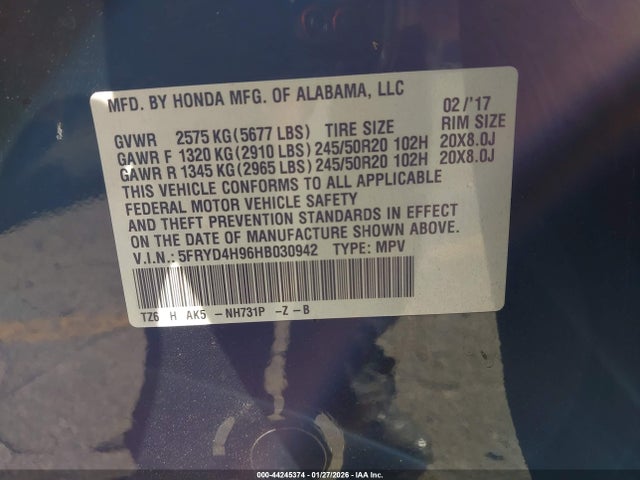 MFD. BY HONDA MFG. OF ALABAMA, LLC 02 /'17
GVWR 2575 KG(5677 LBS) TIRE SIZE RIM SIZE
GAWR F 1320 KG(2910 LBS) 245/50R20 102H 20X8.0J
GAWR R 1345 KG(2965 LBS) 245/50R20 102H 20X8.0J
THIS VEHICLE CONFORMS TO ALL APPLICABLE
FEDERAL MOTOR VEHICLE SAFETY
AND THEFT PREVENTION STANDARDS IN EFFECT
ON THE DATE OF MANUFACTURE SHOWN ABOVE.
V.I.N.: 5FRYD4H96HB030942 TYPE: MPV
TZ6 H AK5 - NH731P -Z-B
000-44245374 | 01/27/2026 - IAA Inc.